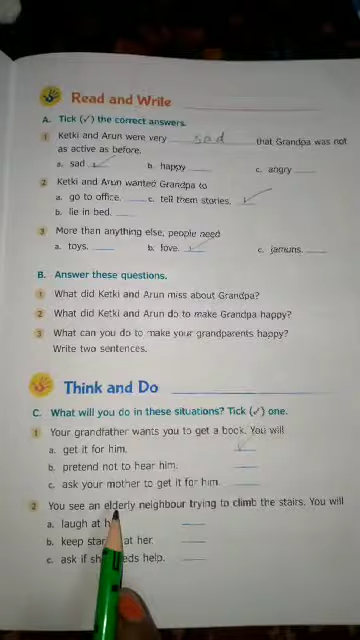 Read and Write
A. Tick (✓) the correct answers.
1 Ketki and Arun were very sad that Grandpa was not
as active as before.
a. sad ✓ b. happy c. angry
2 Ketki and Arun wanted Grandpa to
a. go to office. c. tell them stories. ✓
b. lie in bed.
3 More than anything else, people need
a. toys. b. love. ✓ c. jamuns.
B. Answer these questions.
1 What did Ketki and Arun miss about Grandpa?
2 What did Ketki and Arun do to make Grandpa happy?
3 What can you do to make your grandparents happy?
Write two sentences.
Think and Do
C. What will you do in these situations? Tick (✓) one.
1 Your grandfather wants you to get a book. You will
a. get it for him. ✓
b. pretend not to hear him.
c. ask your mother to get it for him.
2 You see an elderly neighbour trying to climb the stairs. You will
a. laugh at
b. keep at her.
c. ask if help.